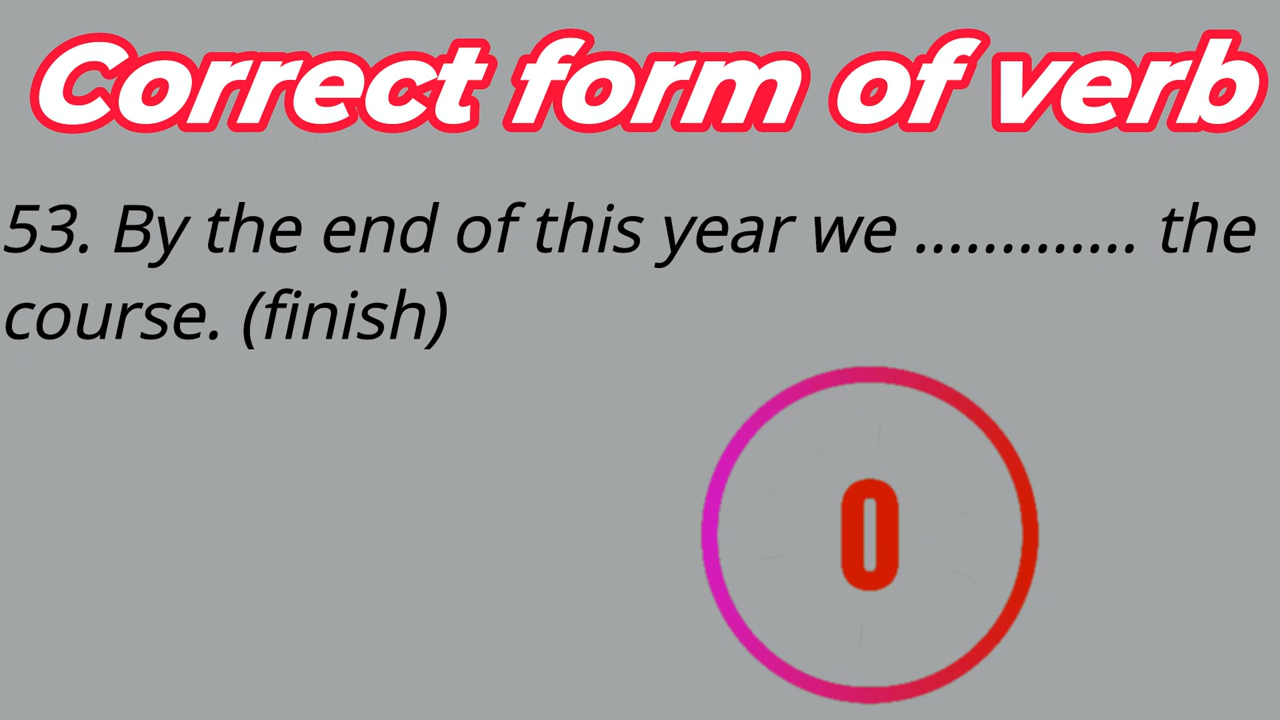 Correct form of verb
53. By the end of this year we ............. the
course. (finish)
0